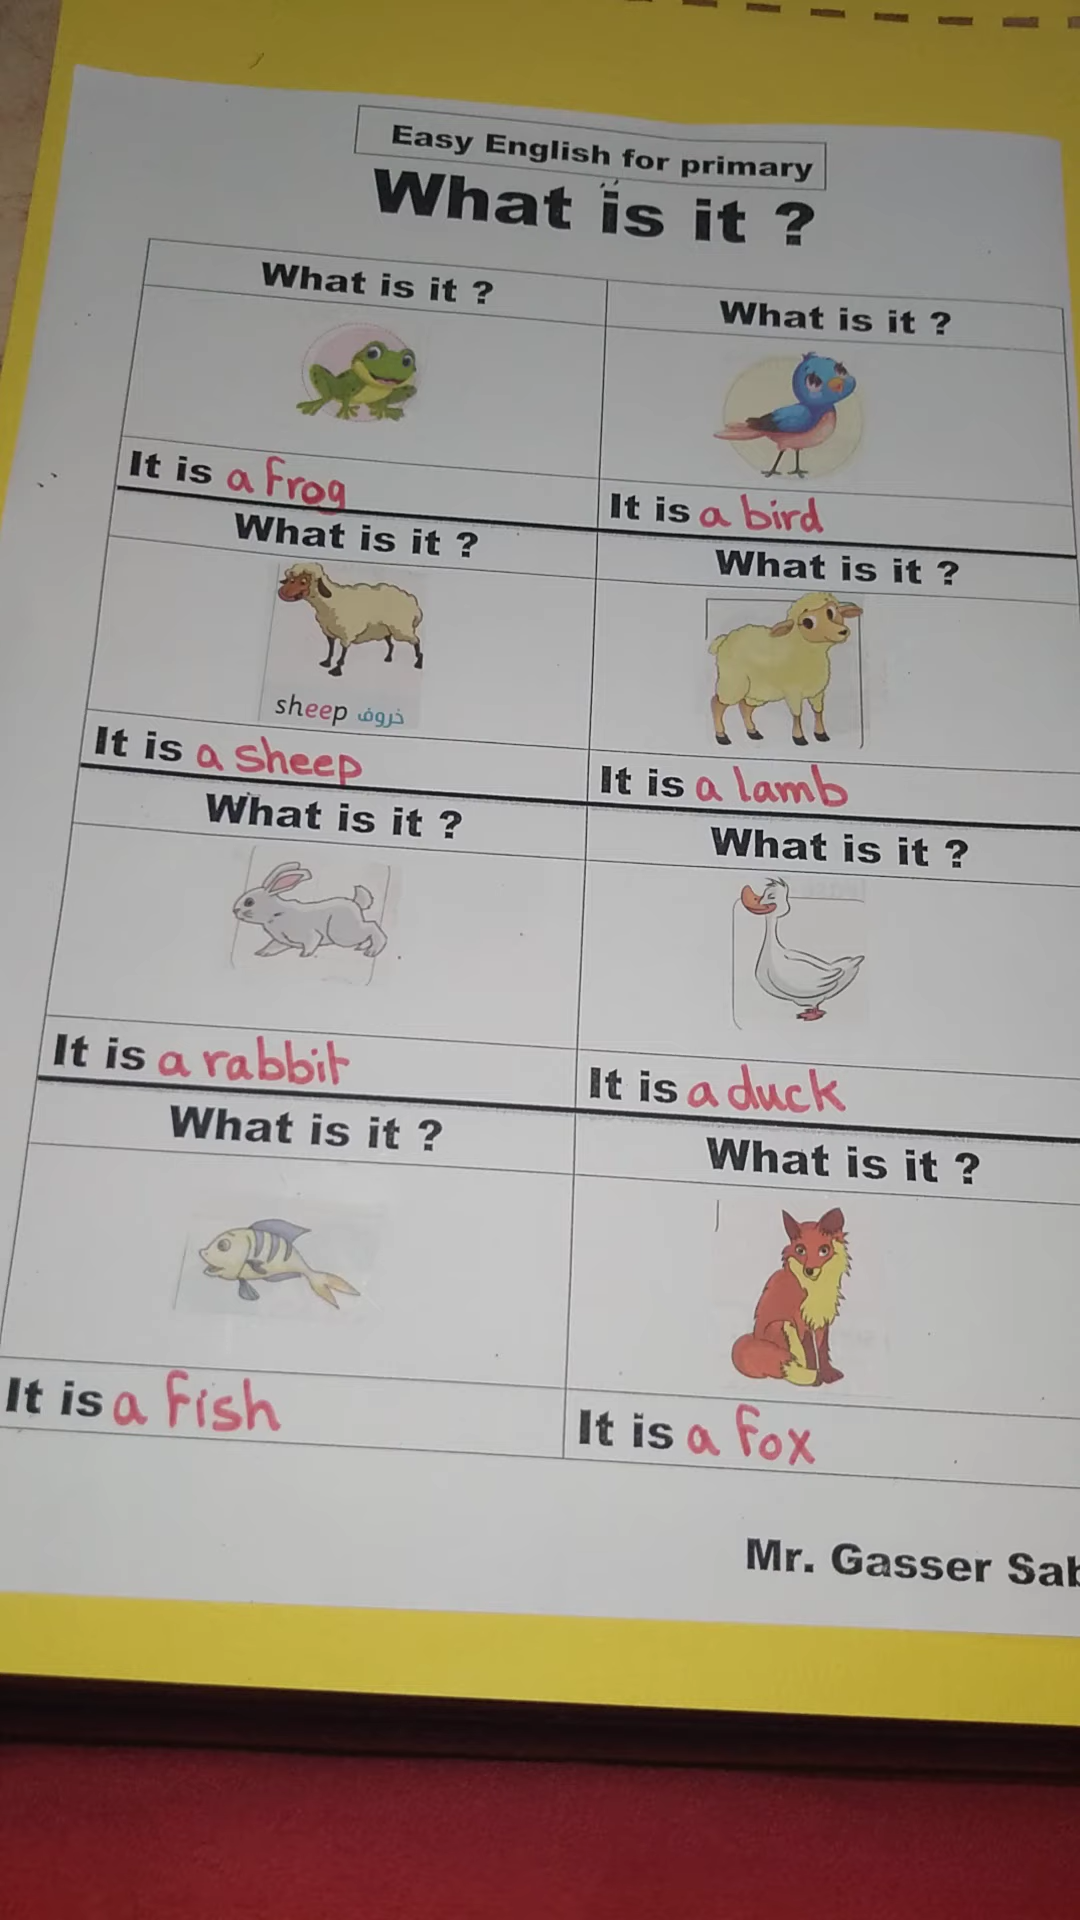 Easy English for primary
What is it ?
What is it ?
What is it ?
It is a frog
It is a bird
What is it ?
What is it ?
sheep خروف
It is a sheep
It is a lamb
What is it ?
What is it ?
It is a rabbit
It is a duck
What is it ?
What is it ?
It is a fish
It is a fox
Mr. Gasser